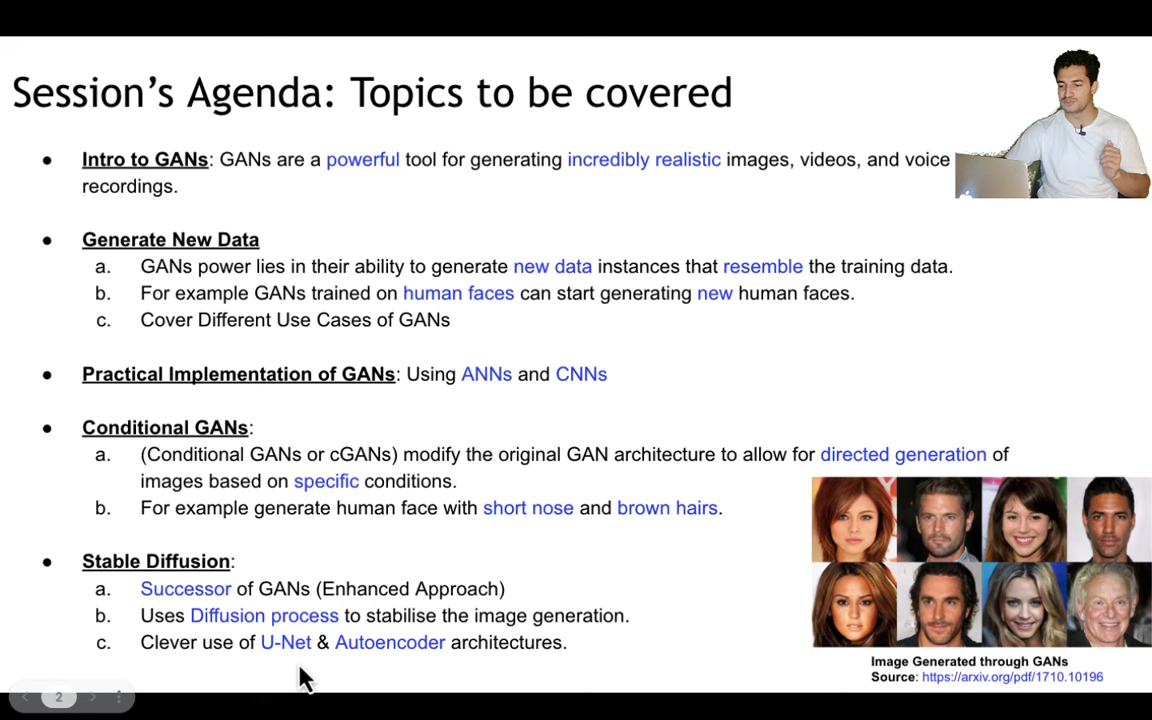 Session's Agenda: Topics to be covered
● Intro to GANs: GANs are a powerful tool for generating incredibly realistic images, videos, and voice
recordings.
● Generate New Data
a. GANs power lies in their ability to generate new data instances that resemble the training data.
b. For example GANs trained on human faces can start generating new human faces.
c. Cover Different Use Cases of GANs
● Practical Implementation of GANs: Using ANNs and CNNs
● Conditional GANs:
a. (Conditional GANs or cGANs) modify the original GAN architecture to allow for directed generation of
images based on specific conditions.
b. For example generate human face with short nose and brown hairs.
● Stable Diffusion:
a. Successor of GANs (Enhanced Approach)
b. Uses Diffusion process to stabilise the image generation.
c. Clever use of U-Net & Autoencoder architectures.
Image Generated through GANs
Source: https://arxiv.org/pdf/1710.10196
2